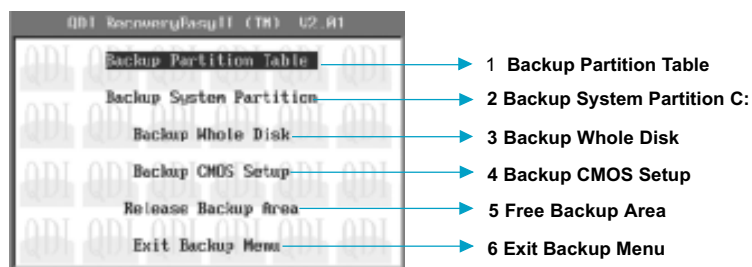 QDI RecoveryEasyII (TM) V2.01
Backup Partition Table 1 Backup Partition Table
Backup System Partition 2 Backup System Partition C:
Backup Whole Disk 3 Backup Whole Disk
Backup CMOS Setup 4 Backup CMOS Setup
Release Backup Area 5 Free Backup Area
Exit Backup Menu 6 Exit Backup Menu